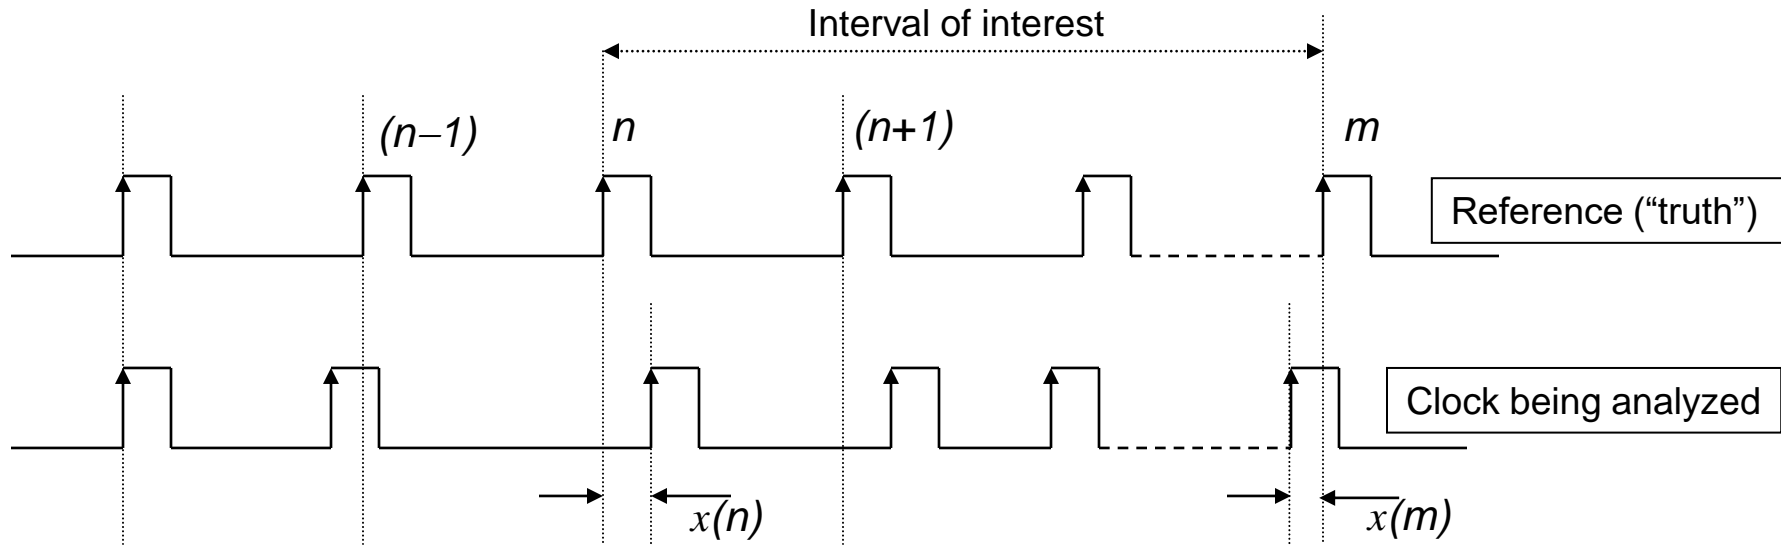 Interval of interest
(n−1)
n
(n+1)
m
Reference (“truth”)
Clock being analyzed
x(n)
x(m)